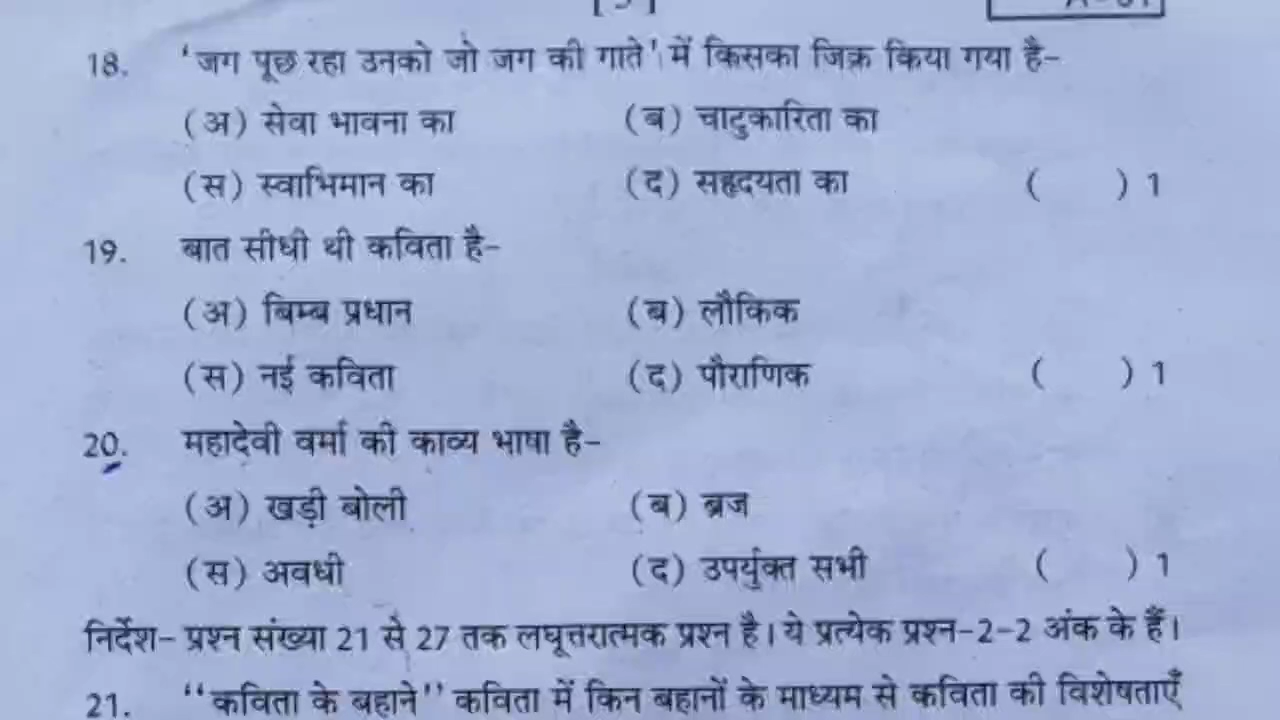 18. 'जग पूछ रहा उनको जो जग की गाते' में किसका जिक्र किया गया है-
(अ) सेवा भावना का (ब) चाटुकारिता का
(स) स्वाभिमान का (द) सहृदयता का ( ) 1
19. बात सीधी थी कविता है-
(अ) बिम्ब प्रधान (ब) लौकिक
(स) नई कविता (द) पौराणिक ( ) 1
20. महादेवी वर्मा की काव्य भाषा है-
(अ) खड़ी बोली (ब) ब्रज
(स) अवधी (द) उपर्युक्त सभी ( ) 1
निर्देश- प्रश्न संख्या 21 से 27 तक लघूत्तरात्मक प्रश्न है। ये प्रत्येक प्रश्न-2-2 अंक के हैं।
21. ''कविता के बहाने'' कविता में किन बहानों के माध्यम से कविता की विशेषताएँ